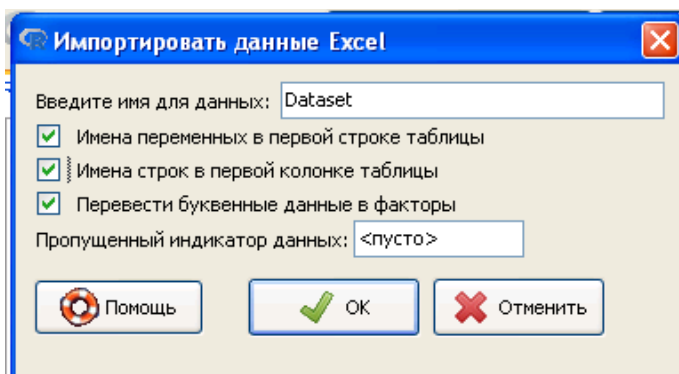 Импортировать данные Excel
Введите имя для данных: Dataset
Имена переменных в первой строке таблицы
Имена строк в первой колонке таблицы
Перевести буквенные данные в факторы
Пропущенный индикатор данных: <пусто>
Помощь OK Отменить